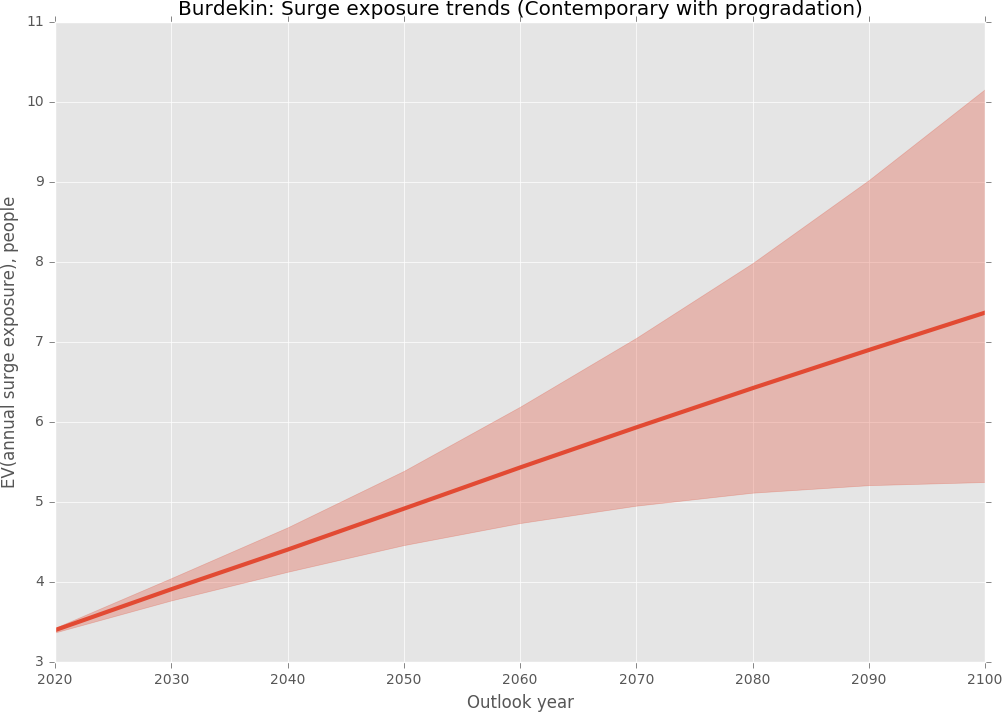 Burdekin: Surge exposure trends (Contemporary with progradation)
EV(annual surge exposure), people
11
10
9
8
7
6
5
4
3
2020 2030 2040 2050 2060 2070 2080 2090 2100
Outlook year